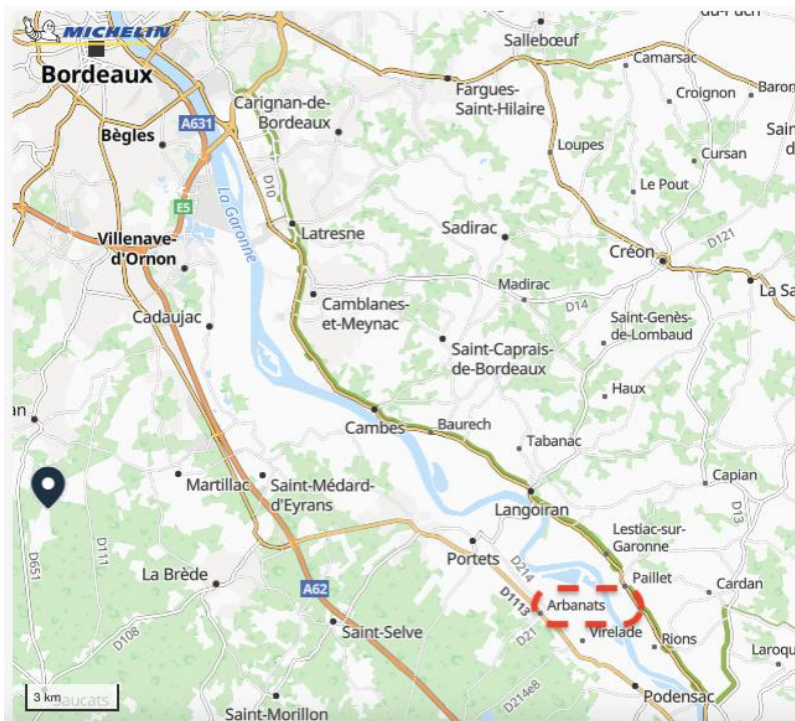 MICHELIN
Bordeaux
Sallebœuf
Camarsac
Fargues-
Saint-Hilaire
Croignon
Carignan-de-
Bordeaux
A631
Bègles
Loupes
Cursan
D10
Le Pout
La Garonne
E5
Latresne
Sadirac
D121
Villenave-
d'Ornon
Créon
Madirac
D14
Camblanes-
et-Meynac
Cadaujac
Saint-Genès-
de-Lombaud
Saint-Caprais-
de-Bordeaux
Haux
Cambes
Baurech
Tabanac
Martillac
Saint-Médard-
d'Eyrans
Capian
Langoiran
D13
Lestiac-sur-
Garonne
D651
D111
Portets
D214
La Brède
A62
Paillet
Cardan
D1113
Arbanats
D108
Saint-Selve
D21
Virelade
Rions
3 km
D214e8
Podensac
Saint-Morillon